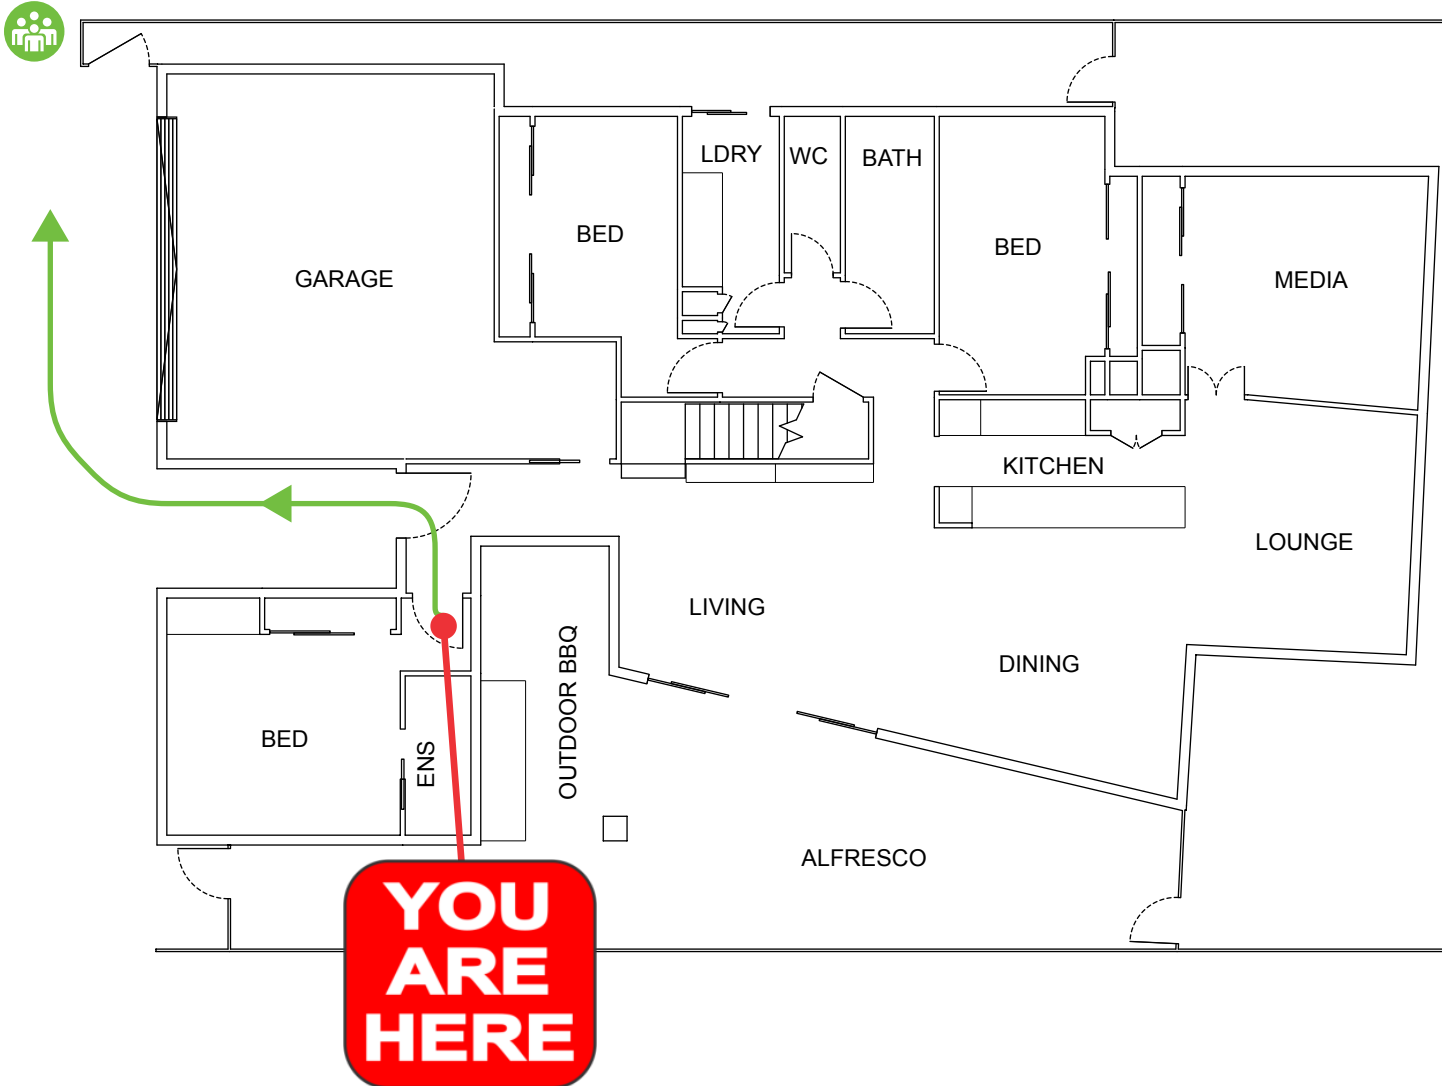 LDRY
WC
BATH
BED
BED
GARAGE
MEDIA
KITCHEN
LOUNGE
LIVING
DINING
OUTDOOR BBQ
BED
ENS
ALFRESCO
YOU
ARE
HERE